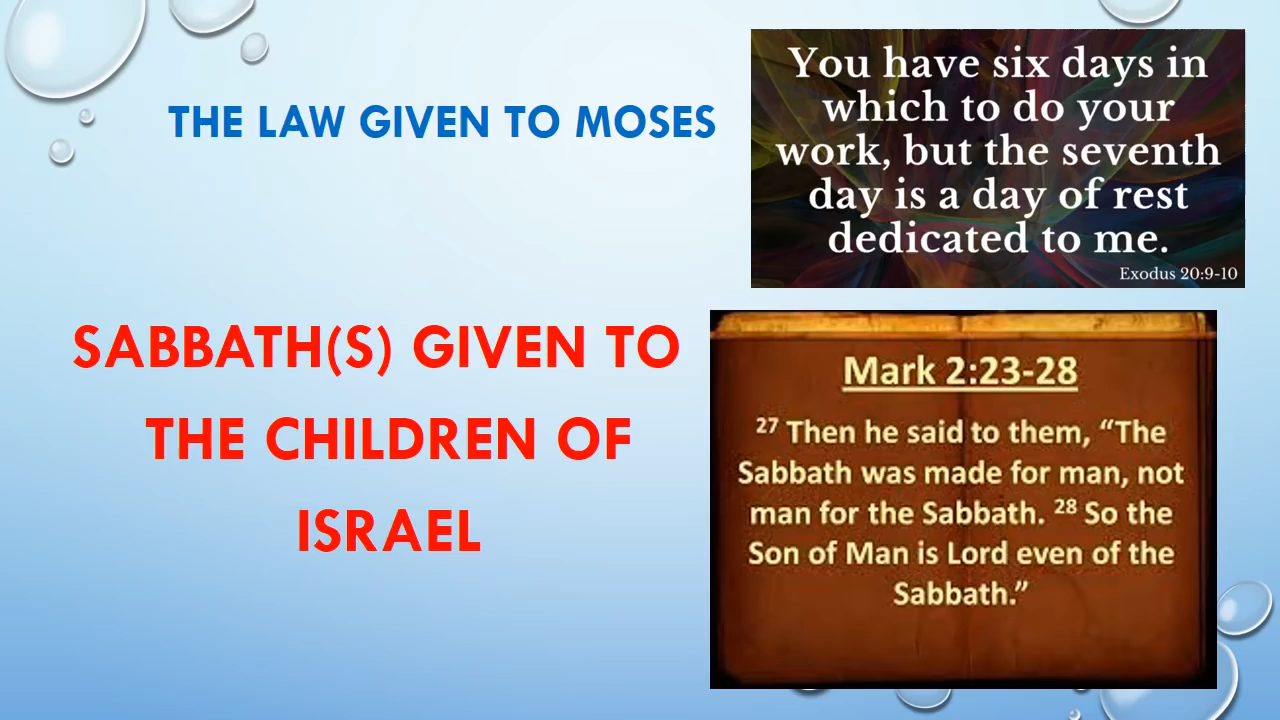 THE LAW GIVEN TO MOSES
SABBATH(S) GIVEN TO
THE CHILDREN OF
ISRAEL
You have six days in
which to do your
work, but the seventh
day is a day of rest
dedicated to me.
Exodus 20:9-10
Mark 2:23-28
27 Then he said to them, “The
Sabbath was made for man, not
man for the Sabbath. 28 So the
Son of Man is Lord even of the
Sabbath.”